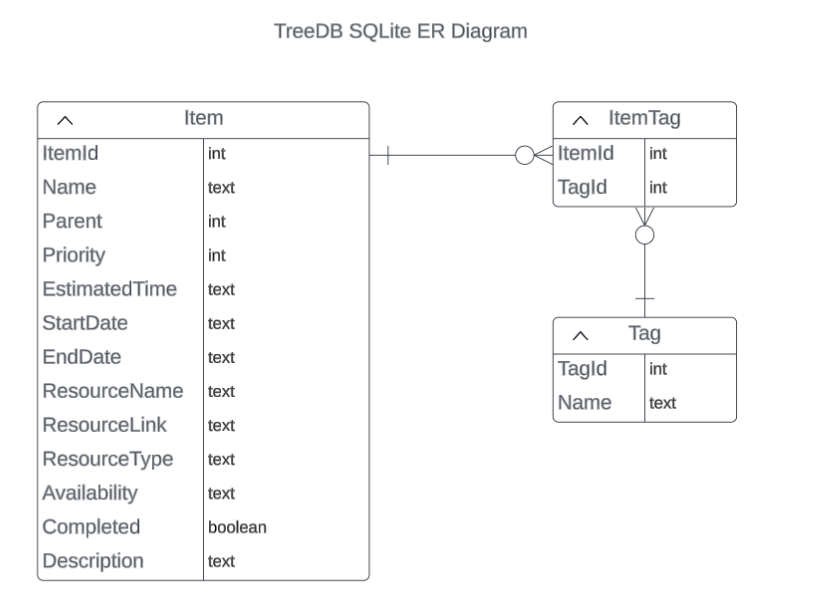 TreeDB SQLite ER Diagram
Item
ItemId int
Name text
Parent int
Priority int
EstimatedTime text
StartDate text
EndDate text
ResourceName text
ResourceLink text
ResourceType text
Availability text
Completed boolean
Description text
ItemTag
ItemId int
TagId int
Tag
TagId int
Name text